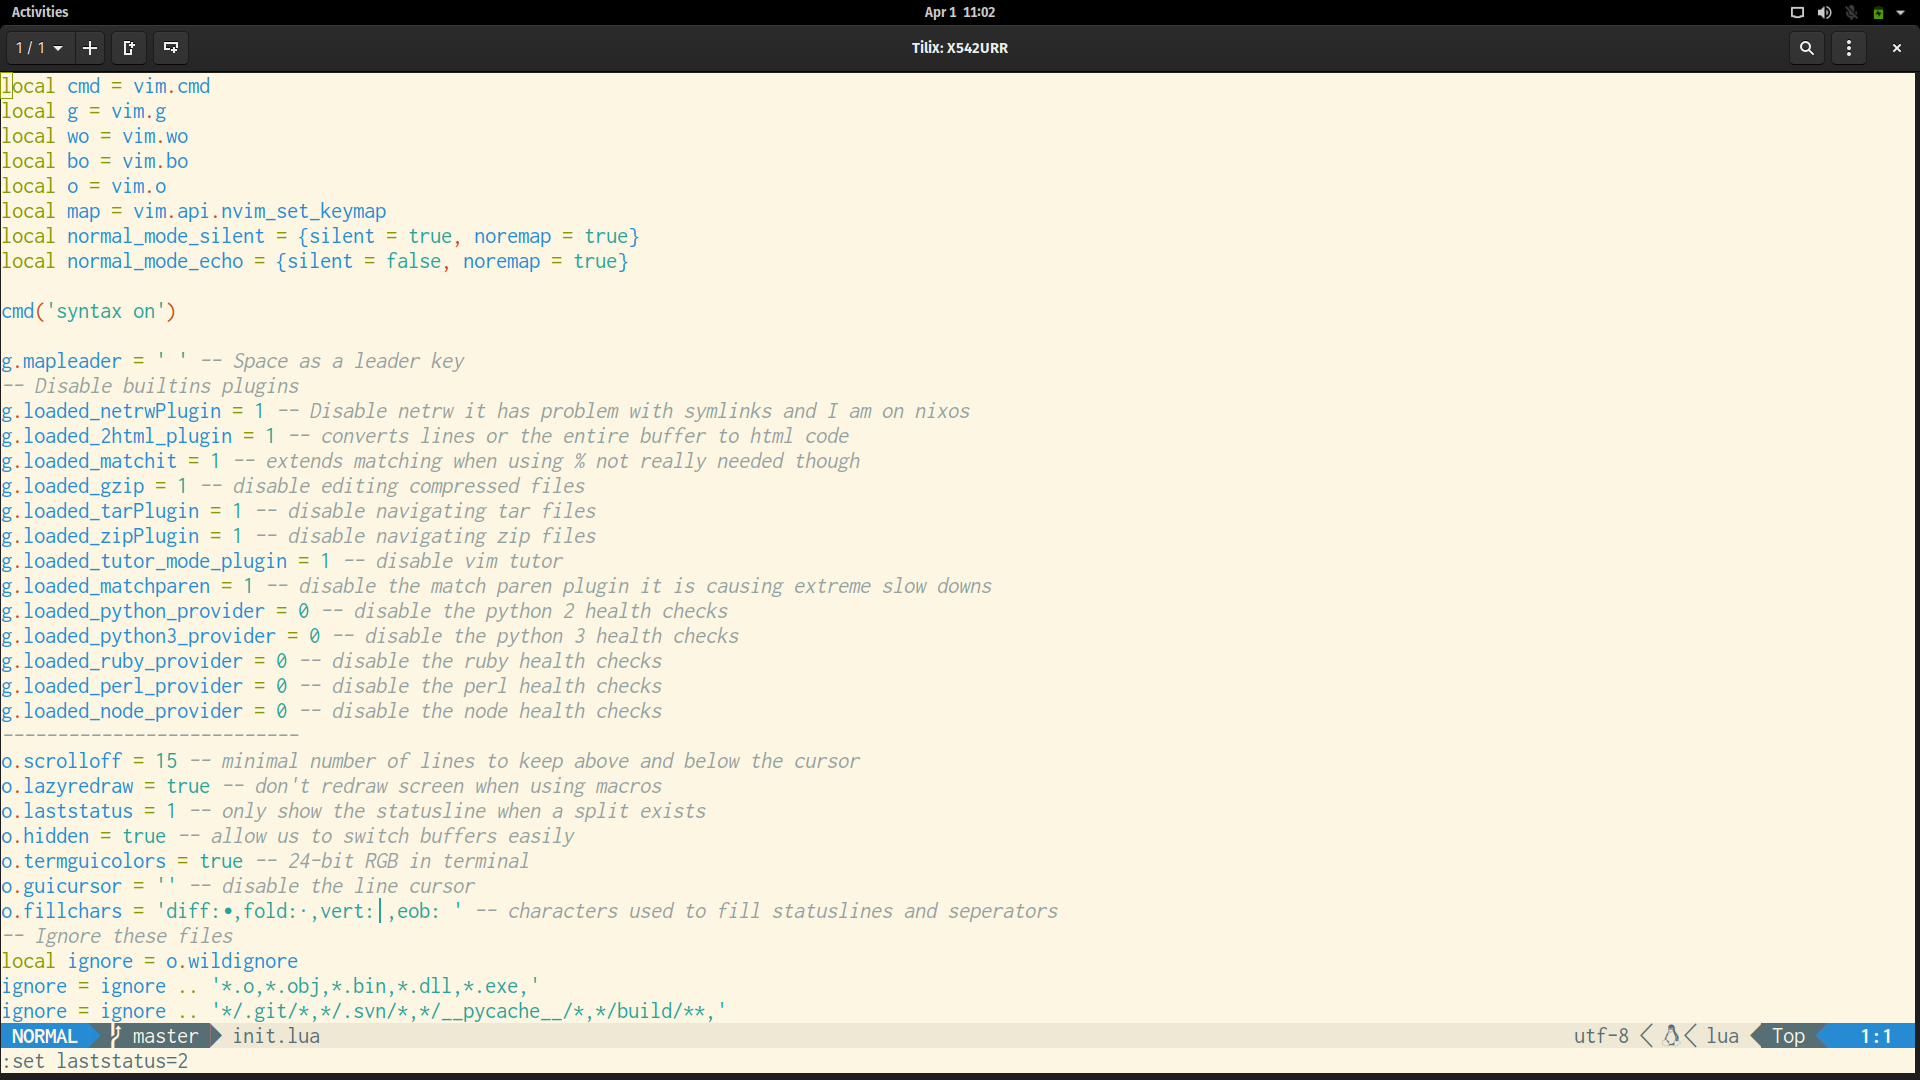 Activities
Apr 1 11:02
1 / 1
Tilix: X542URR
local cmd = vim.cmd
local g = vim.g
local wo = vim.wo
local bo = vim.bo
local o = vim.o
local map = vim.api.nvim_set_keymap
local normal_mode_silent = {silent = true, noremap = true}
local normal_mode_echo = {silent = false, noremap = true}
cmd('syntax on')
g.mapleader = ' ' -- Space as a leader key
-- Disable builtins plugins
g.loaded_netrwPlugin = 1 -- Disable netrw it has problem with symlinks and I am on nixos
g.loaded_2html_plugin = 1 -- converts lines or the entire buffer to html code
g.loaded_matchit = 1 -- extends matching when using % not really needed though
g.loaded_gzip = 1 -- disable editing compressed files
g.loaded_tarPlugin = 1 -- disable navigating tar files
g.loaded_zipPlugin = 1 -- disable navigating zip files
g.loaded_tutor_mode_plugin = 1 -- disable vim tutor
g.loaded_matchparen = 1 -- disable the match paren plugin it is causing extreme slow downs
g.loaded_python_provider = 0 -- disable the python 2 health checks
g.loaded_python3_provider = 0 -- disable the python 3 health checks
g.loaded_ruby_provider = 0 -- disable the ruby health checks
g.loaded_perl_provider = 0 -- disable the perl health checks
g.loaded_node_provider = 0 -- disable the node health checks
---------------------------
o.scrolloff = 15 -- minimal number of lines to keep above and below the cursor
o.lazyredraw = true -- don't redraw screen when using macros
o.laststatus = 1 -- only show the statusline when a split exists
o.hidden = true -- allow us to switch buffers easily
o.termguicolors = true -- 24-bit RGB in terminal
o.guicursor = '' -- disable the line cursor
o.fillchars = 'diff:•,fold:·,vert:│,eob: ' -- characters used to fill statuslines and seperators
-- Ignore these files
local ignore = o.wildignore
ignore = ignore .. '*.o,*.obj,*.bin,*.dll,*.exe,'
ignore = ignore .. '*/.git/*,*/.svn/*,*/__pycache__/*,*/build/**,'
NORMAL master init.lua utf-8 lua Top 1:1
:set laststatus=2